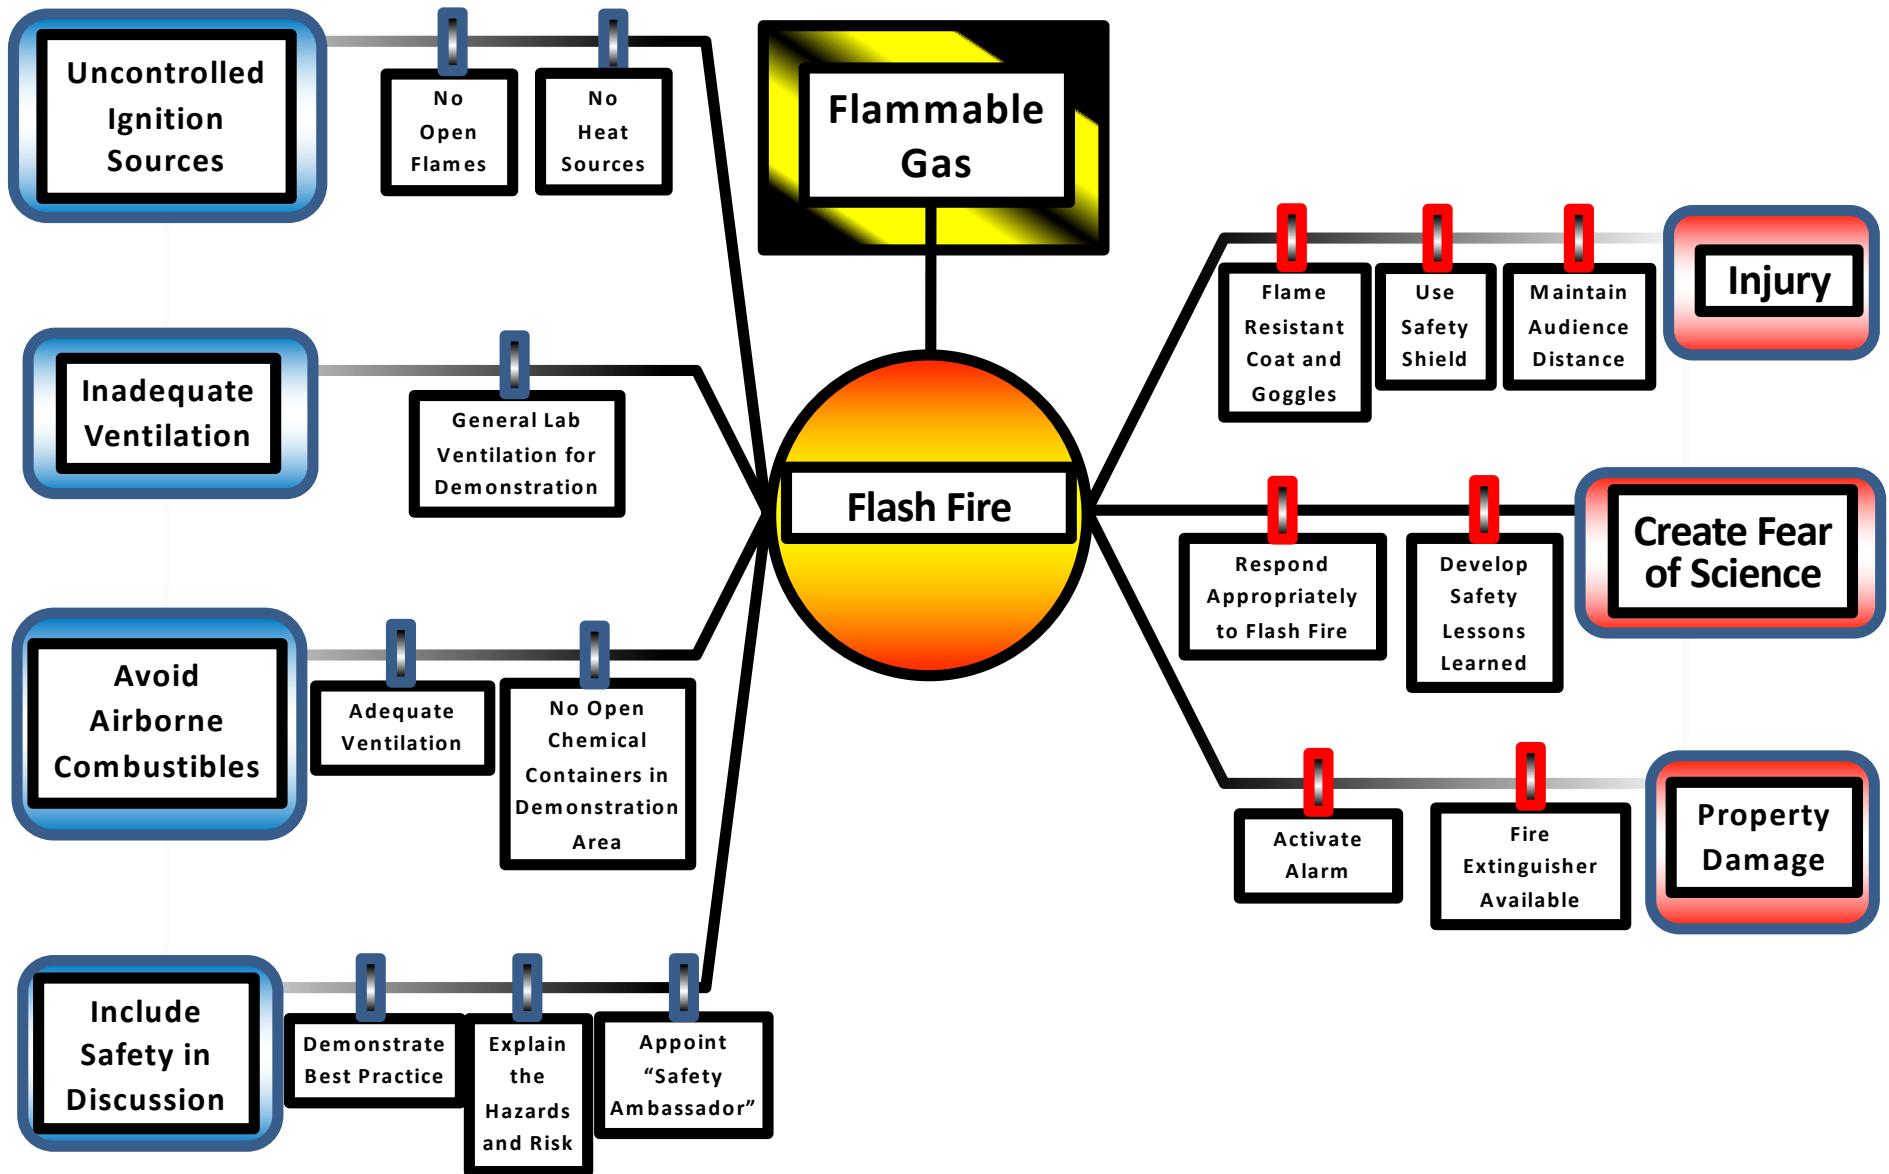 Uncontrolled
Ignition
Sources
No
Open
Flames
No
Heat
Sources
Flammable
Gas
Inadequate
Ventilation
General Lab
Ventilation for
Demonstration
Avoid
Airborne
Combustibles
Adequate
Ventilation
No Open
Chemical
Containers in
Demonstration
Area
Include
Safety in
Discussion
Demonstrate
Best Practice
Explain
the
Hazards
and Risk
Appoint
“Safety
Ambassador”
Flash Fire
Flame
Resistant
Coat and
Goggles
Use
Safety
Shield
Maintain
Audience
Distance
Injury
Respond
Appropriately
to Flash Fire
Develop
Safety
Lessons
Learned
Create Fear
of Science
Activate
Alarm
Fire
Extinguisher
Available
Property
Damage